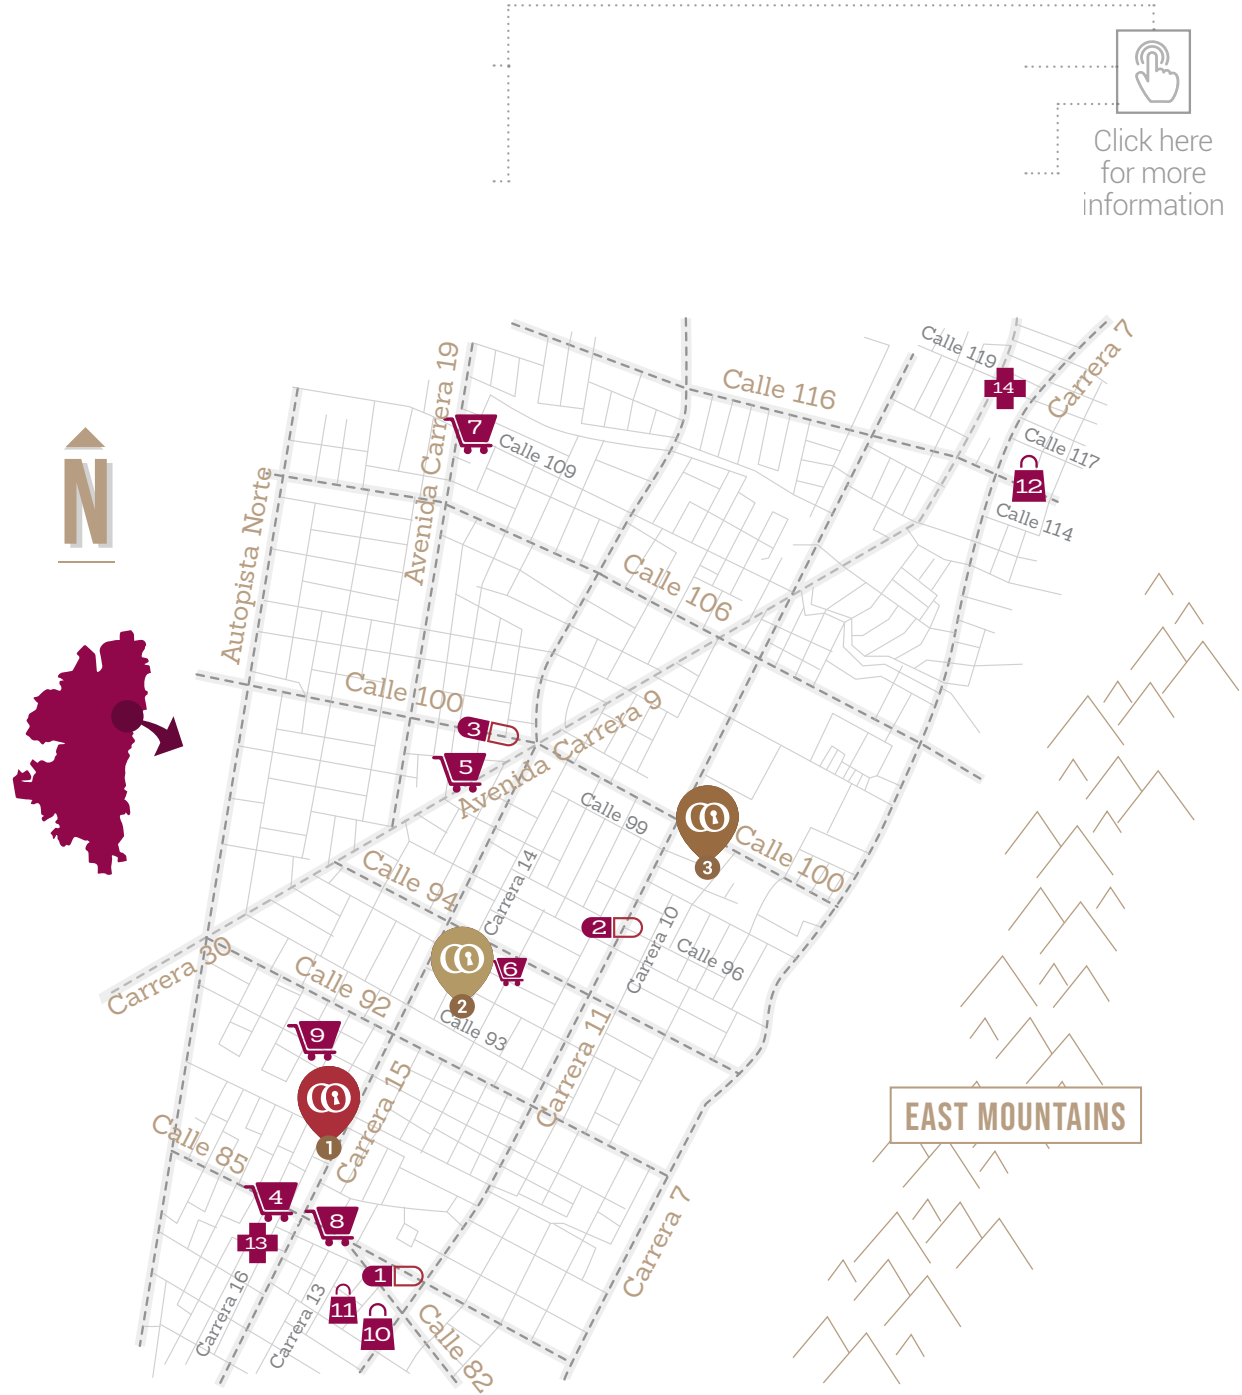 Click here
for more
information
Calle 119
Carrera 7
Calle 116
14
Avenida Carrera 19
7
Calle 109
Calle 117
12
Calle 114
N
Autopista Norte
Calle 106
Calle 100
3
5
Avenida Carrera 9
Calle 99
3
Calle 100
Calle 94
Carrera 14
2
Carrera 10
Calle 96
Carrera 30
Calle 92
6
2
Calle 93
9
Carrera 11
1
Carrera 15
EAST MOUNTAINS
Calle 85
4
8
13
Carrera 7
1
11
10
Carrera 16
Carrera 13
Calle 82